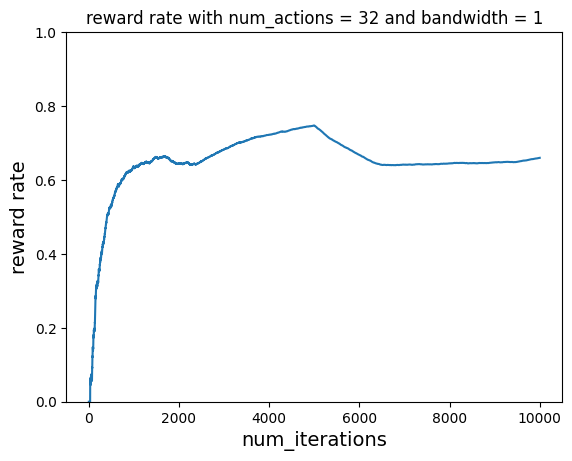 reward rate with num_actions = 32 and bandwidth = 1
1.0
0.8
0.6
0.4
0.2
0.0
reward rate
0 2000 4000 6000 8000 10000
num_iterations